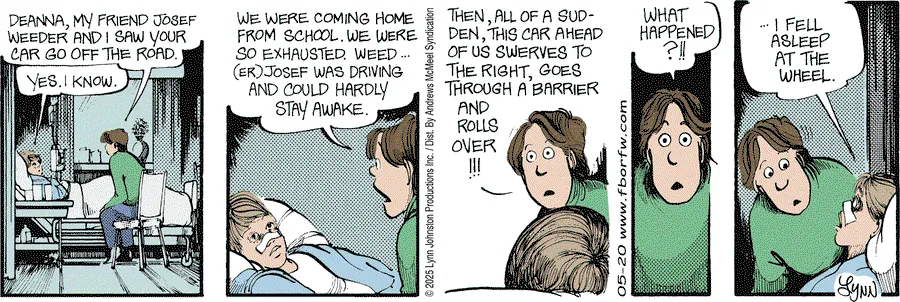 DEANNA, MY FRIEND JOSEF
WEEDER AND I SAW YOUR
CAR GO OFF THE ROAD.
YES. I KNOW.
WE WERE COMING HOME
FROM SCHOOL. WE WERE
SO EXHAUSTED. WEED...
(ER) JOSEF WAS DRIVING
AND COULD HARDLY
STAY AWAKE.
© 2025 Lynn Johnston Productions Inc. / Dist. By Andrews McMeel Syndication
THEN, ALL OF A SUD-
DEN, THIS CAR AHEAD
OF US SWERVES TO
THE RIGHT, GOES
THROUGH A BARRIER
AND
ROLLS
OVER
!!!
05-20 www.fborfw.com
WHAT
HAPPENED
?!!
... I FELL
ASLEEP
AT THE
WHEEL.
LYNN